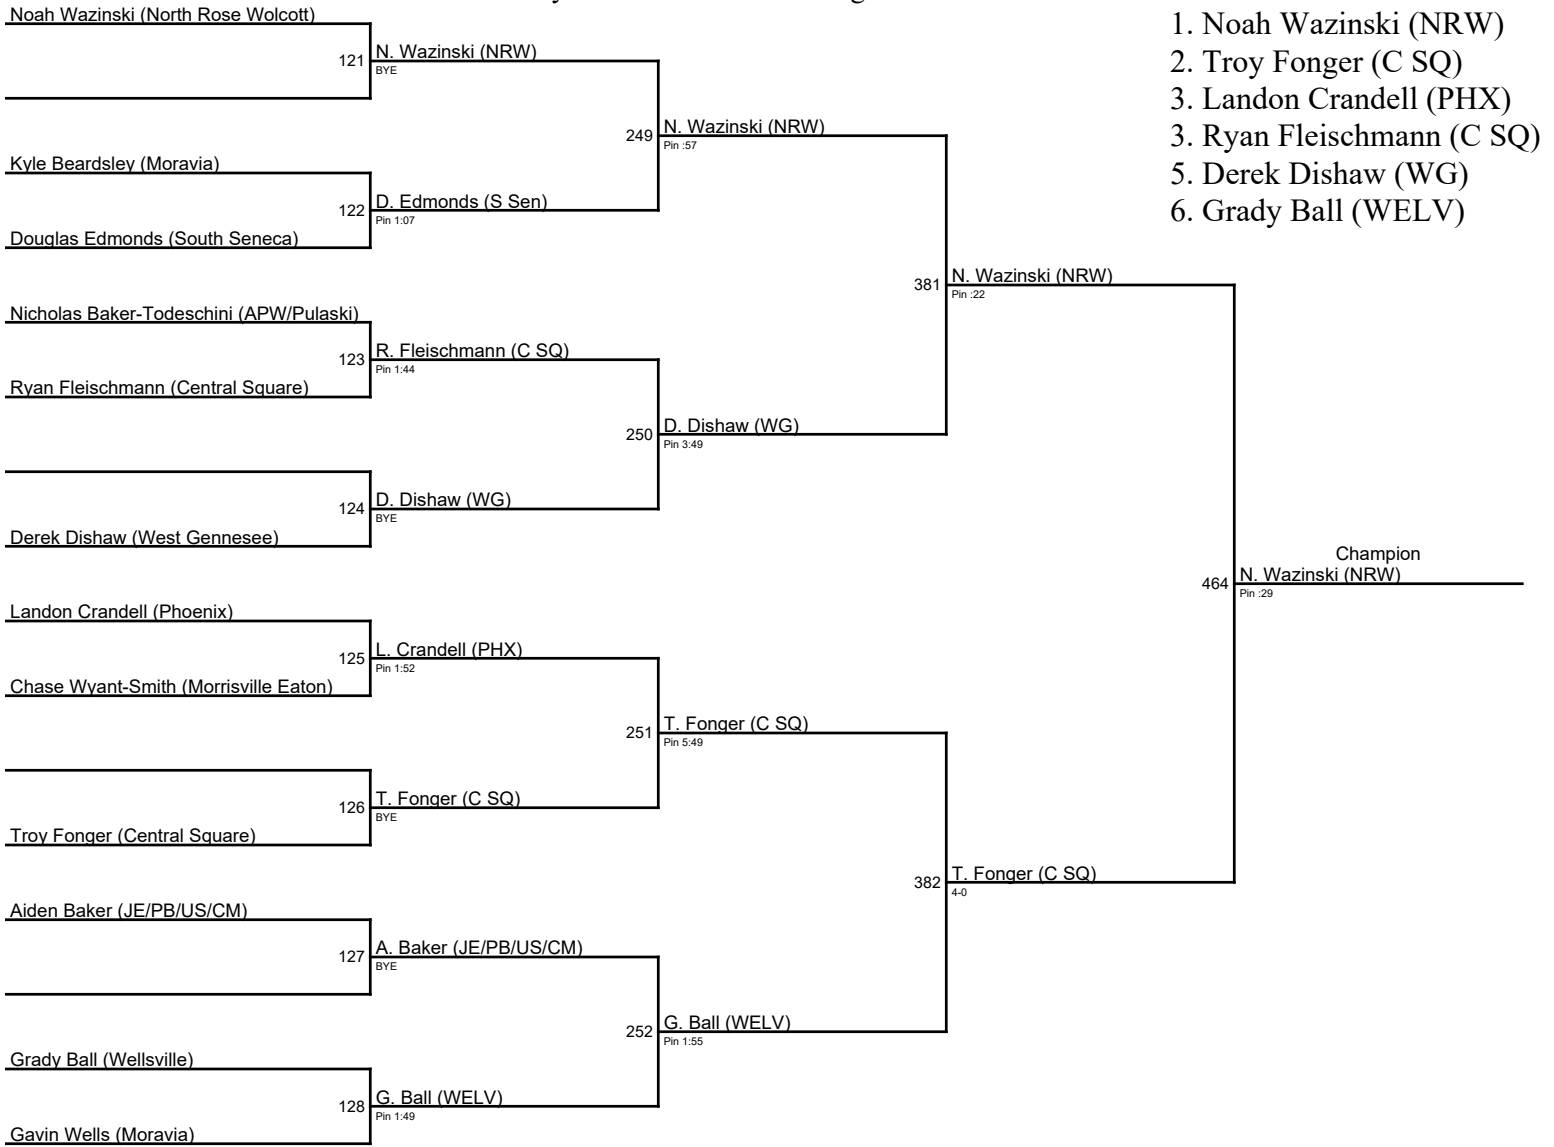 Noah Wazinski (North Rose Wolcott)
121
N. Wazinski (NRW)
BYE
Kyle Beardsley (Moravia)
122
D. Edmonds (S Sen)
Pin 1:07
Douglas Edmonds (South Seneca)
249
N. Wazinski (NRW)
Pin :57
Nicholas Baker-Todeschini (APW/Pulaski)
123
R. Fleischmann (C SQ)
Pin 1:44
Ryan Fleischmann (Central Square)
250
D. Dishaw (WG)
Pin 3:49
124
D. Dishaw (WG)
BYE
Derek Dishaw (West Gennesee)
381
N. Wazinski (NRW)
Pin :22
Landon Crandell (Phoenix)
125
L. Crandell (PHX)
Pin 1:52
Chase Wyant-Smith (Morrisville Eaton)
251
T. Fonger (C SQ)
Pin 5:49
126
T. Fonger (C SQ)
BYE
Troy Fonger (Central Square)
382
T. Fonger (C SQ)
4-0
Aiden Baker (JE/PB/US/CM)
127
A. Baker (JE/PB/US/CM)
BYE
252
G. Ball (WELV)
Pin 1:55
Grady Ball (Wellsville)
128
G. Ball (WELV)
Pin 1:49
Gavin Wells (Moravia)
Champion
464
N. Wazinski (NRW)
Pin :29
1. Noah Wazinski (NRW)
2. Troy Fonger (C SQ)
3. Landon Crandell (PHX)
3. Ryan Fleischmann (C SQ)
5. Derek Dishaw (WG)
6. Grady Ball (WELV)